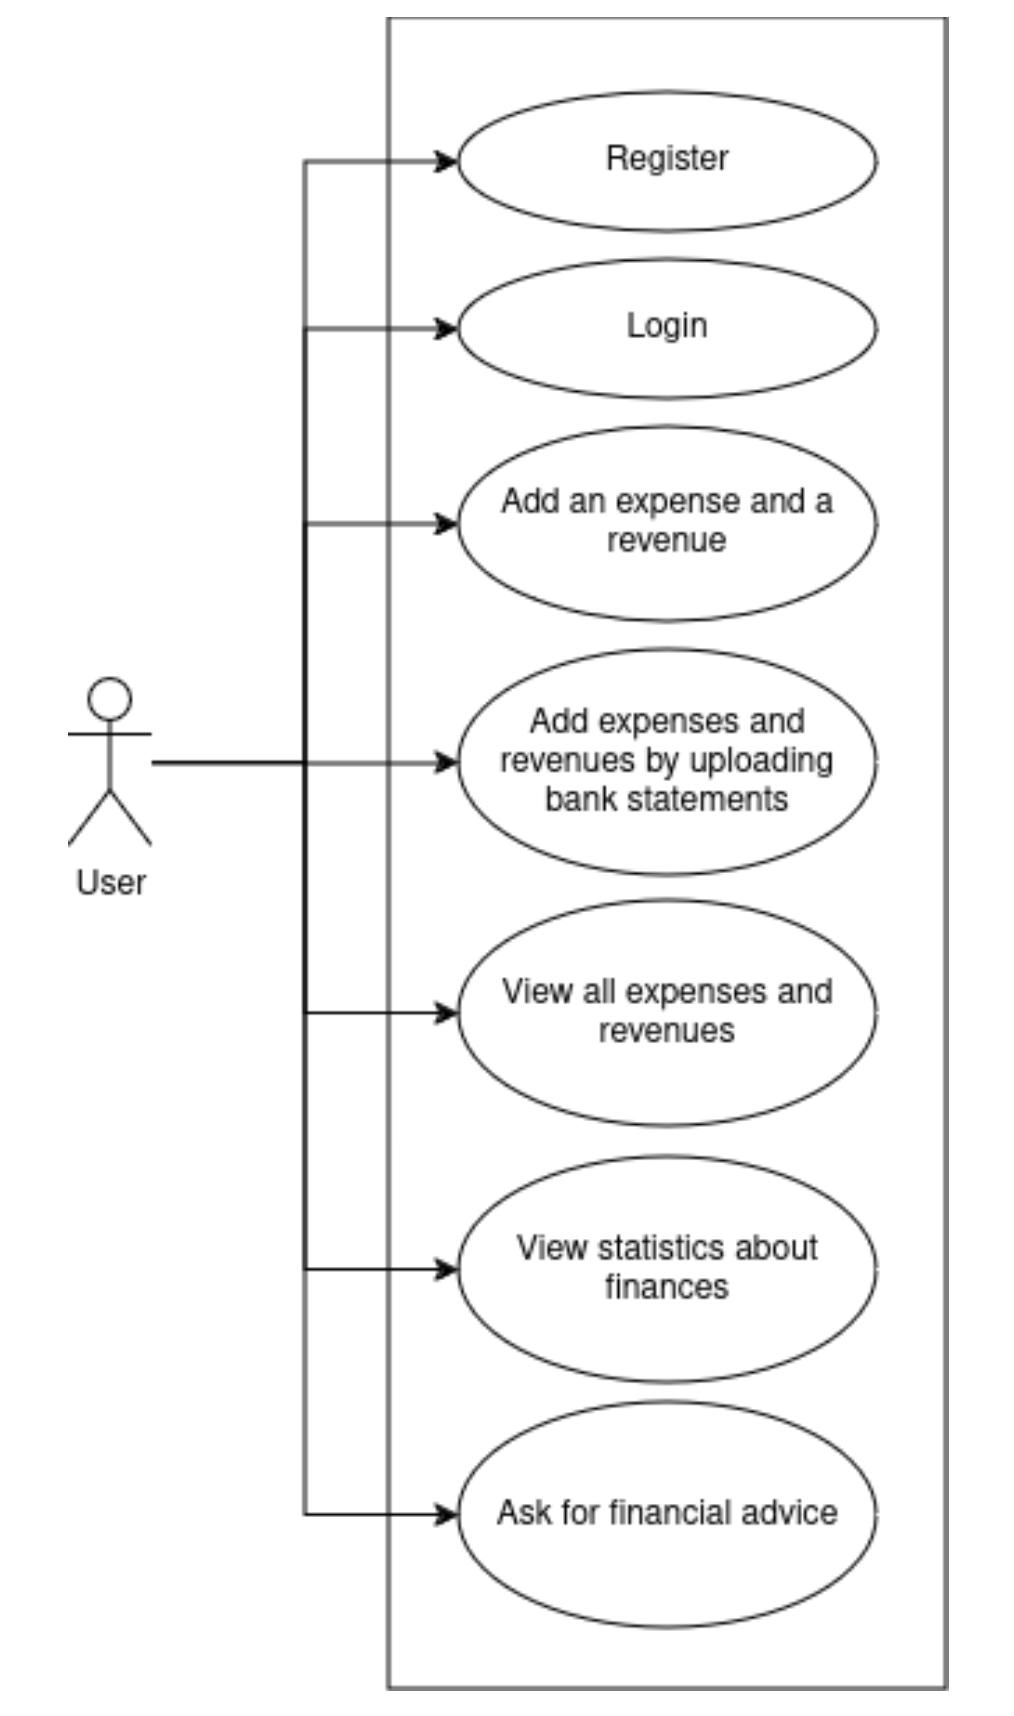 Register
Login
Add an expense and a
revenue
Add expenses and
revenues by uploading
bank statements
User
View all expenses and
revenues
View statistics about
finances
Ask for financial advice